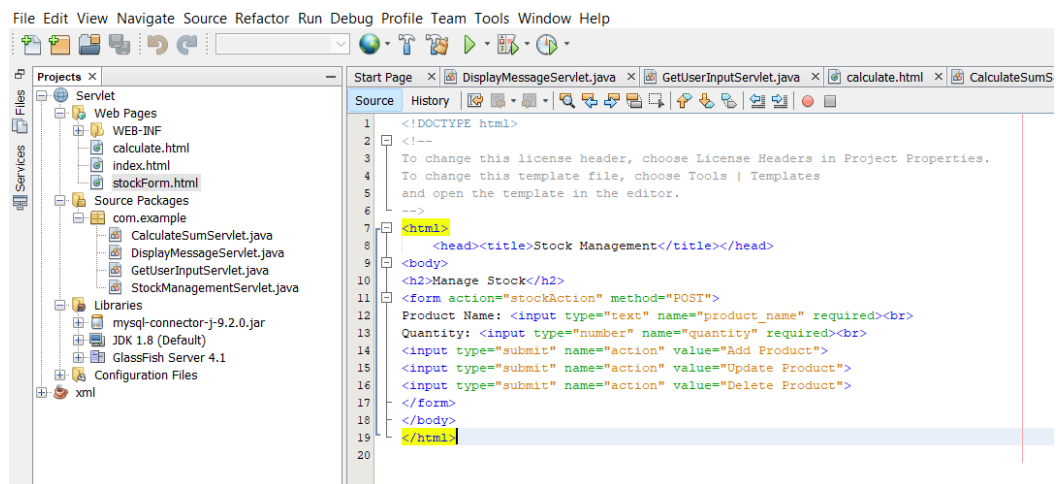 File Edit View Navigate Source Refactor Run Debug Profile Team Tools Window Help
Files
Services
Projects ×
Servlet
Web Pages
WEB-INF
calculate.html
index.html
stockForm.html
Source Packages
com.example
CalculateSumServlet.java
DisplayMessageServlet.java
GetUserInputServlet.java
StockManagementServlet.java
Libraries
mysql-connector-j-9.2.0.jar
JDK 1.8 (Default)
GlassFish Server 4.1
Configuration Files
xml
Start Page × DisplayMessageServlet.java × GetUserInputServlet.java × calculate.html × CalculateSumS
Source History
1 <!DOCTYPE html>
2 <!--
3 To change this license header, choose License Headers in Project Properties.
4 To change this template file, choose Tools | Templates
5 and open the template in the editor.
6 -->
7 <html>
8 <head><title>Stock Management</title></head>
9 <body>
10 <h2>Manage Stock</h2>
11 <form action="stockAction" method="POST">
12 Product Name: <input type="text" name="product_name" required><br>
13 Quantity: <input type="number" name="quantity" required><br>
14 <input type="submit" name="action" value="Add Product">
15 <input type="submit" name="action" value="Update Product">
16 <input type="submit" name="action" value="Delete Product">
17 </form>
18 </body>
19 </html>
20